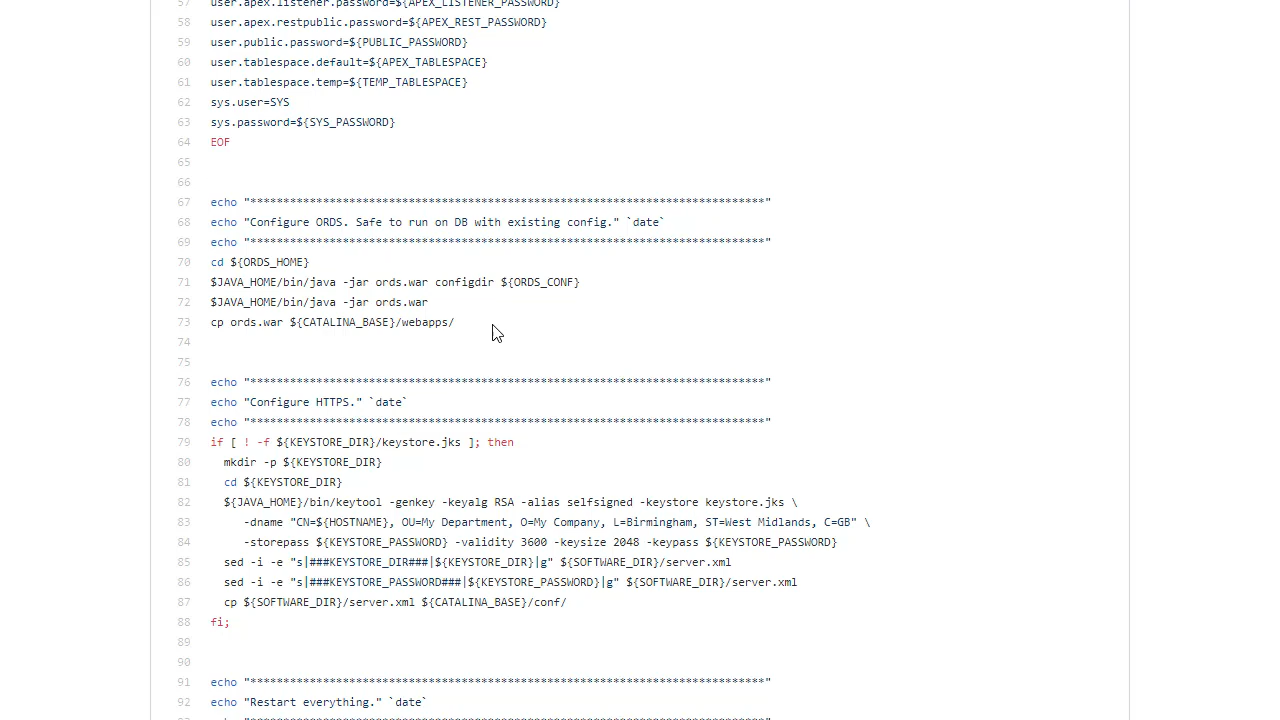 57 user.apex.listener.password=${APEX_LISTENER_PASSWORD}
58 user.apex.restpublic.password=${APEX_REST_PASSWORD}
59 user.public.password=${PUBLIC_PASSWORD}
60 user.tablespace.default=${APEX_TABLESPACE}
61 user.tablespace.temp=${TEMP_TABLESPACE}
62 sys.user=SYS
63 sys.password=${SYS_PASSWORD}
64 EOF
65
66
67 echo "******************************************************************************"
68 echo "Configure ORDS. Safe to run on DB with existing config." `date`
69 echo "******************************************************************************"
70 cd ${ORDS_HOME}
71 $JAVA_HOME/bin/java -jar ords.war configdir ${ORDS_CONF}
72 $JAVA_HOME/bin/java -jar ords.war
73 cp ords.war ${CATALINA_BASE}/webapps/
74
75
76 echo "******************************************************************************"
77 echo "Configure HTTPS." `date`
78 echo "******************************************************************************"
79 if [ ! -f ${KEYSTORE_DIR}/keystore.jks ]; then
80   mkdir -p ${KEYSTORE_DIR}
81   cd ${KEYSTORE_DIR}
82   ${JAVA_HOME}/bin/keytool -genkey -keyalg RSA -alias selfsigned -keystore keystore.jks \
83      -dname "CN=${HOSTNAME}, OU=My Department, O=My Company, L=Birmingham, ST=West Midlands, C=GB" \
84      -storepass ${KEYSTORE_PASSWORD} -validity 3600 -keysize 2048 -keypass ${KEYSTORE_PASSWORD}
85   sed -i -e "s|###KEYSTORE_DIR###|${KEYSTORE_DIR}|g" ${SOFTWARE_DIR}/server.xml
86   sed -i -e "s|###KEYSTORE_PASSWORD###|${KEYSTORE_PASSWORD}|g" ${SOFTWARE_DIR}/server.xml
87   cp ${SOFTWARE_DIR}/server.xml ${CATALINA_BASE}/conf/
88 fi;
89
90
91 echo "******************************************************************************"
92 echo "Restart everything." `date`